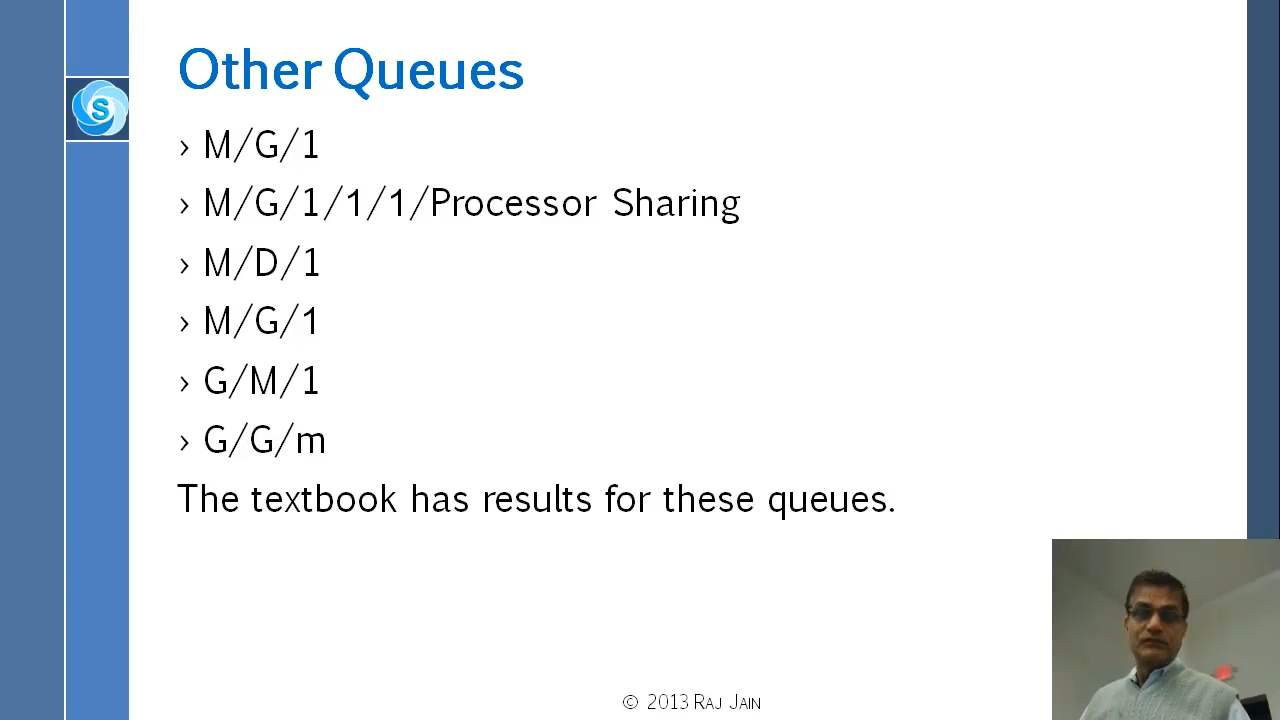 Other Queues
S
› M/G/1
› M/G/1/1/1/Processor Sharing
› M/D/1
› M/G/1
› G/M/1
› G/G/m
The textbook has results for these queues.
© 2013 RAJ JAIN